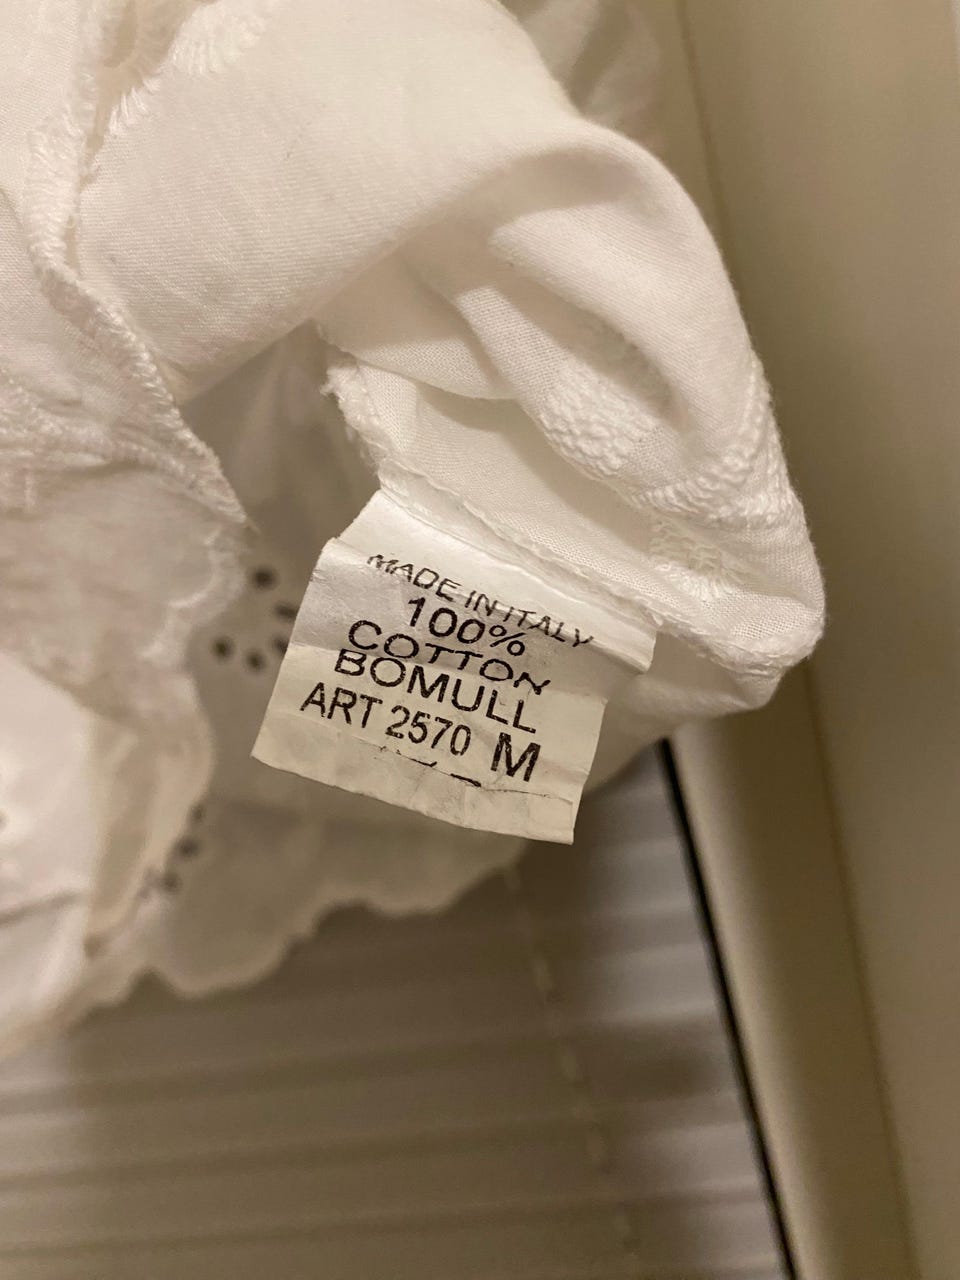 MADE IN ITALY
100%
COTTON
BOMULL
ART 2570 M